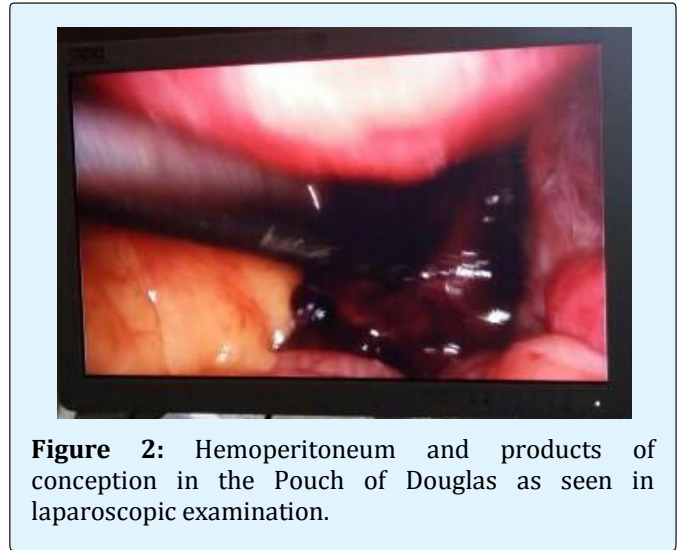 Figure 2: Hemoperitoneum and products of
conception in the Pouch of Douglas as seen in
laparoscopic examination.